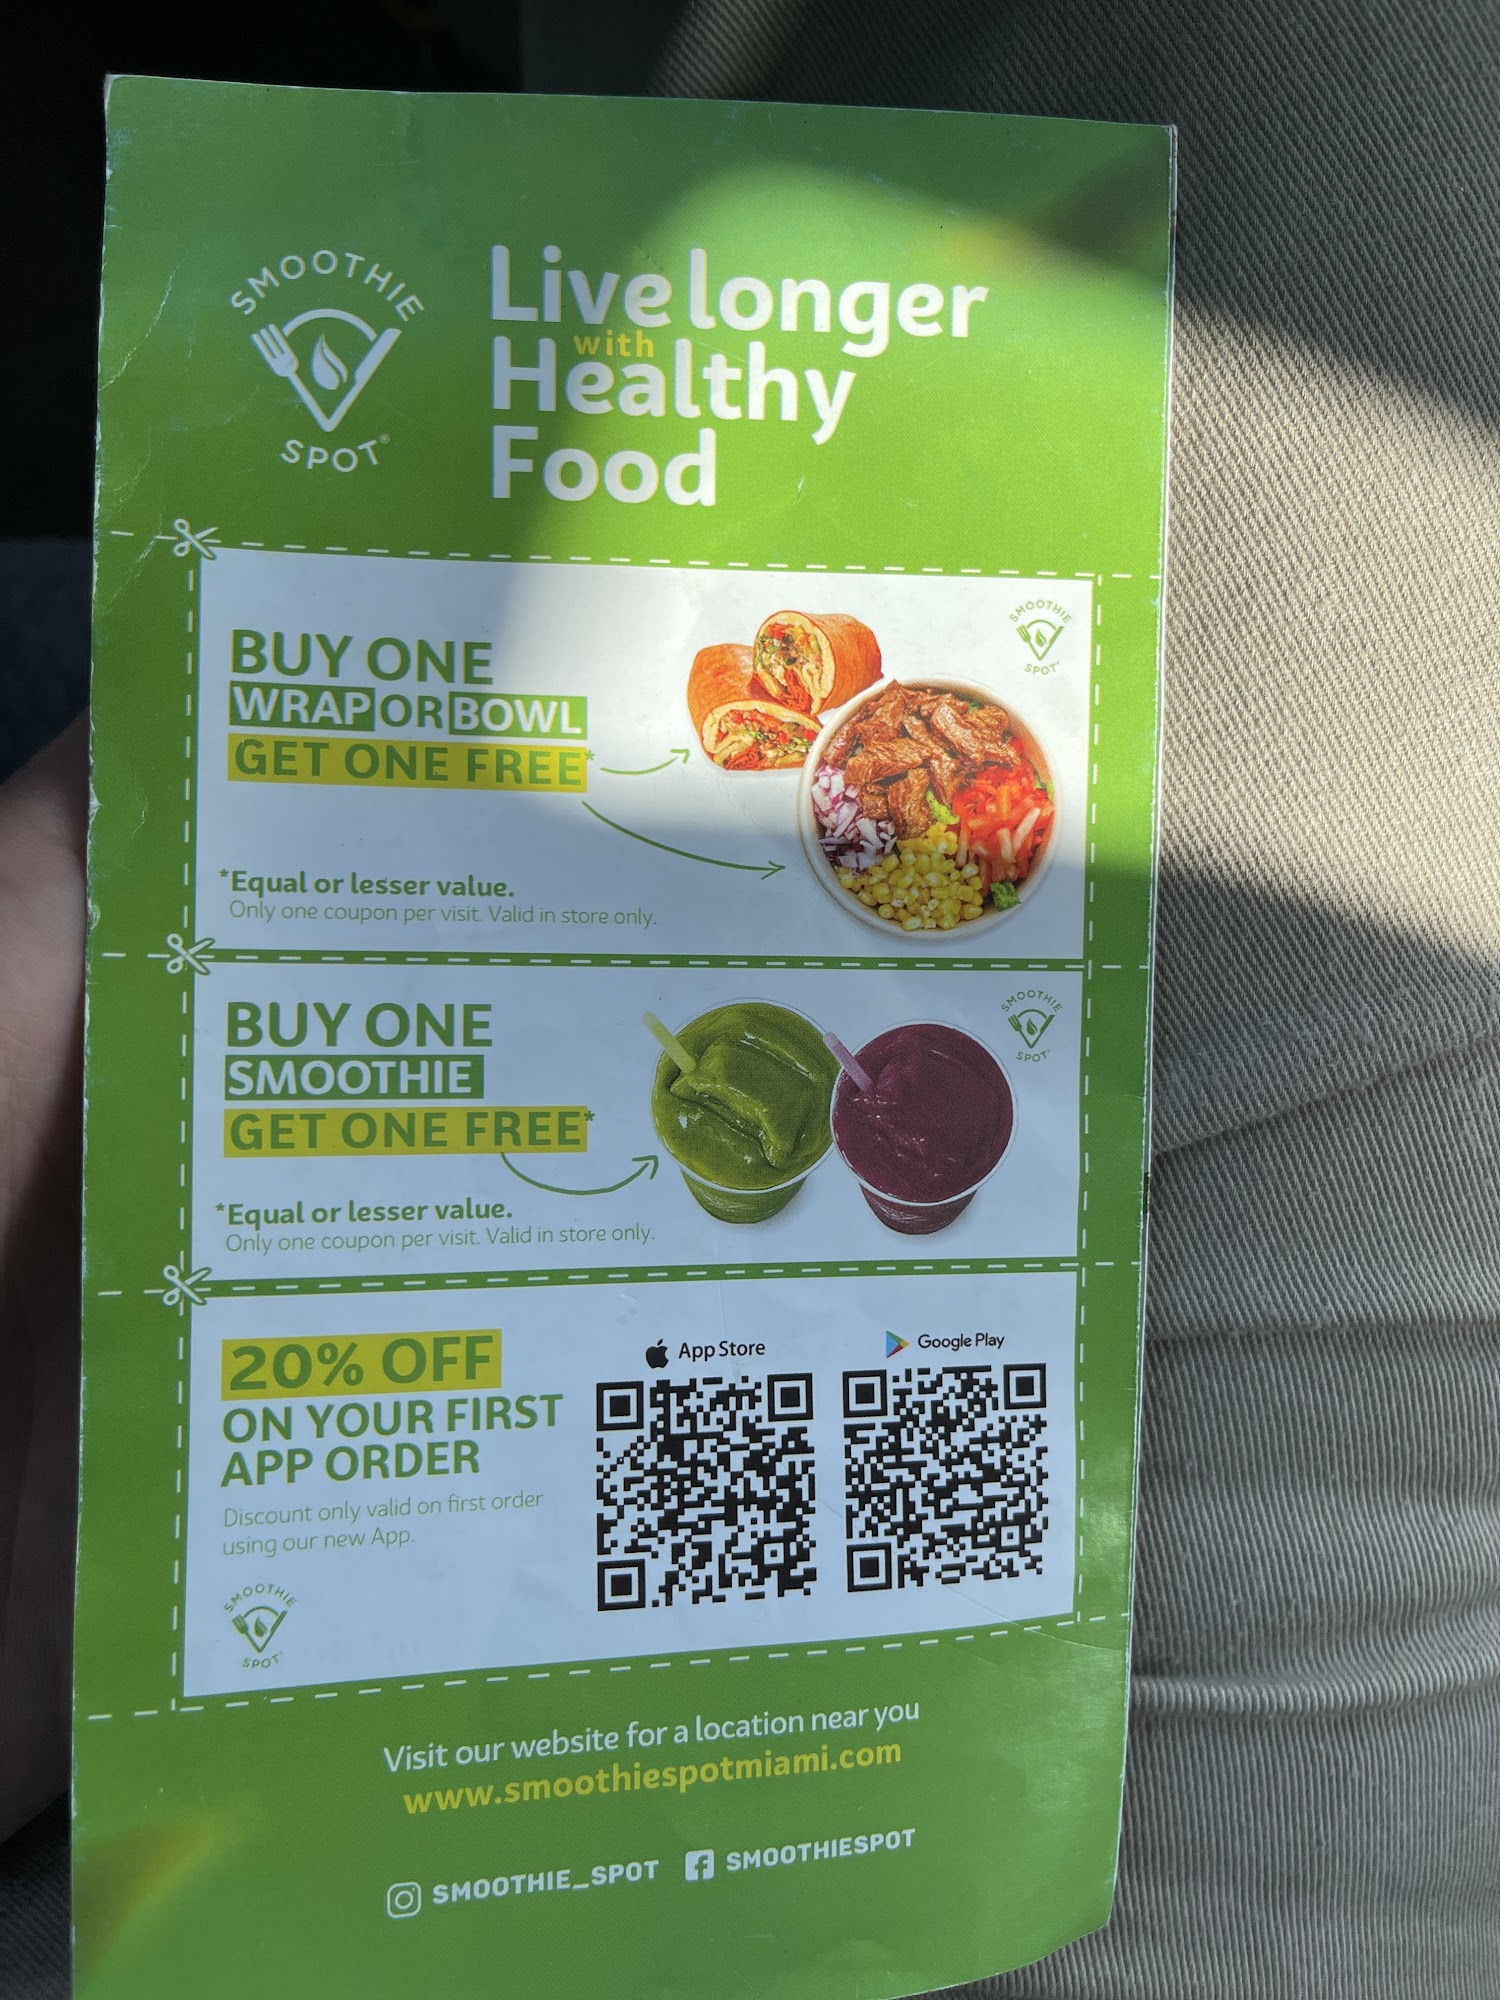 SMOOTHIE
SPOT®
Live longer
with
Healthy
Food
BUY ONE
WRAP OR BOWL
GET ONE FREE*
*Equal or lesser value.
Only one coupon per visit. Valid in store only.
SMOOTHIE
SPOT
BUY ONE
SMOOTHIE
GET ONE FREE*
*Equal or lesser value.
Only one coupon per visit. Valid in store only.
SMOOTHIE
SPOT
20% OFF
ON YOUR FIRST
APP ORDER
Discount only valid on first order
using our new App.
SMOOTHIE
SPOT
App Store
Google Play
Visit our website for a location near you
www.smoothiespotmiami.com
SMOOTHIE_SPOT
SMOOTHIESPOT